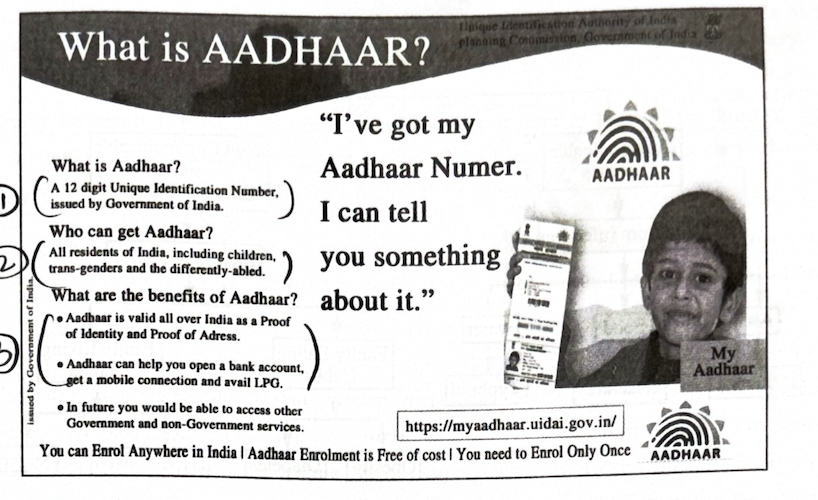 What is AADHAAR?
Unique Identification Authority of India
planning Commission, Government of India
"I've got my
Aadhaar Numer.
I can tell
you something
about it."
AADHAAR
1
What is Aadhaar?
A 12 digit Unique Identification Number,
issued by Government of India.
2
Who can get Aadhaar?
All residents of India, including children,
trans-genders and the differently-abled.
What are the benefits of Aadhaar?
• Aadhaar is valid all over India as a Proof
of Identity and Proof of Adress.
• Aadhaar can help you open a bank account,
get a mobile connection and avail LPG.
• In future you would be able to access other
Government and non-Government services.
issued by Government of India.
My
Aadhaar
https://myaadhaar.uidai.gov.in/
AADHAAR
You can Enrol Anywhere in India | Aadhaar Enrolment is Free of cost | You need to Enrol Only Once